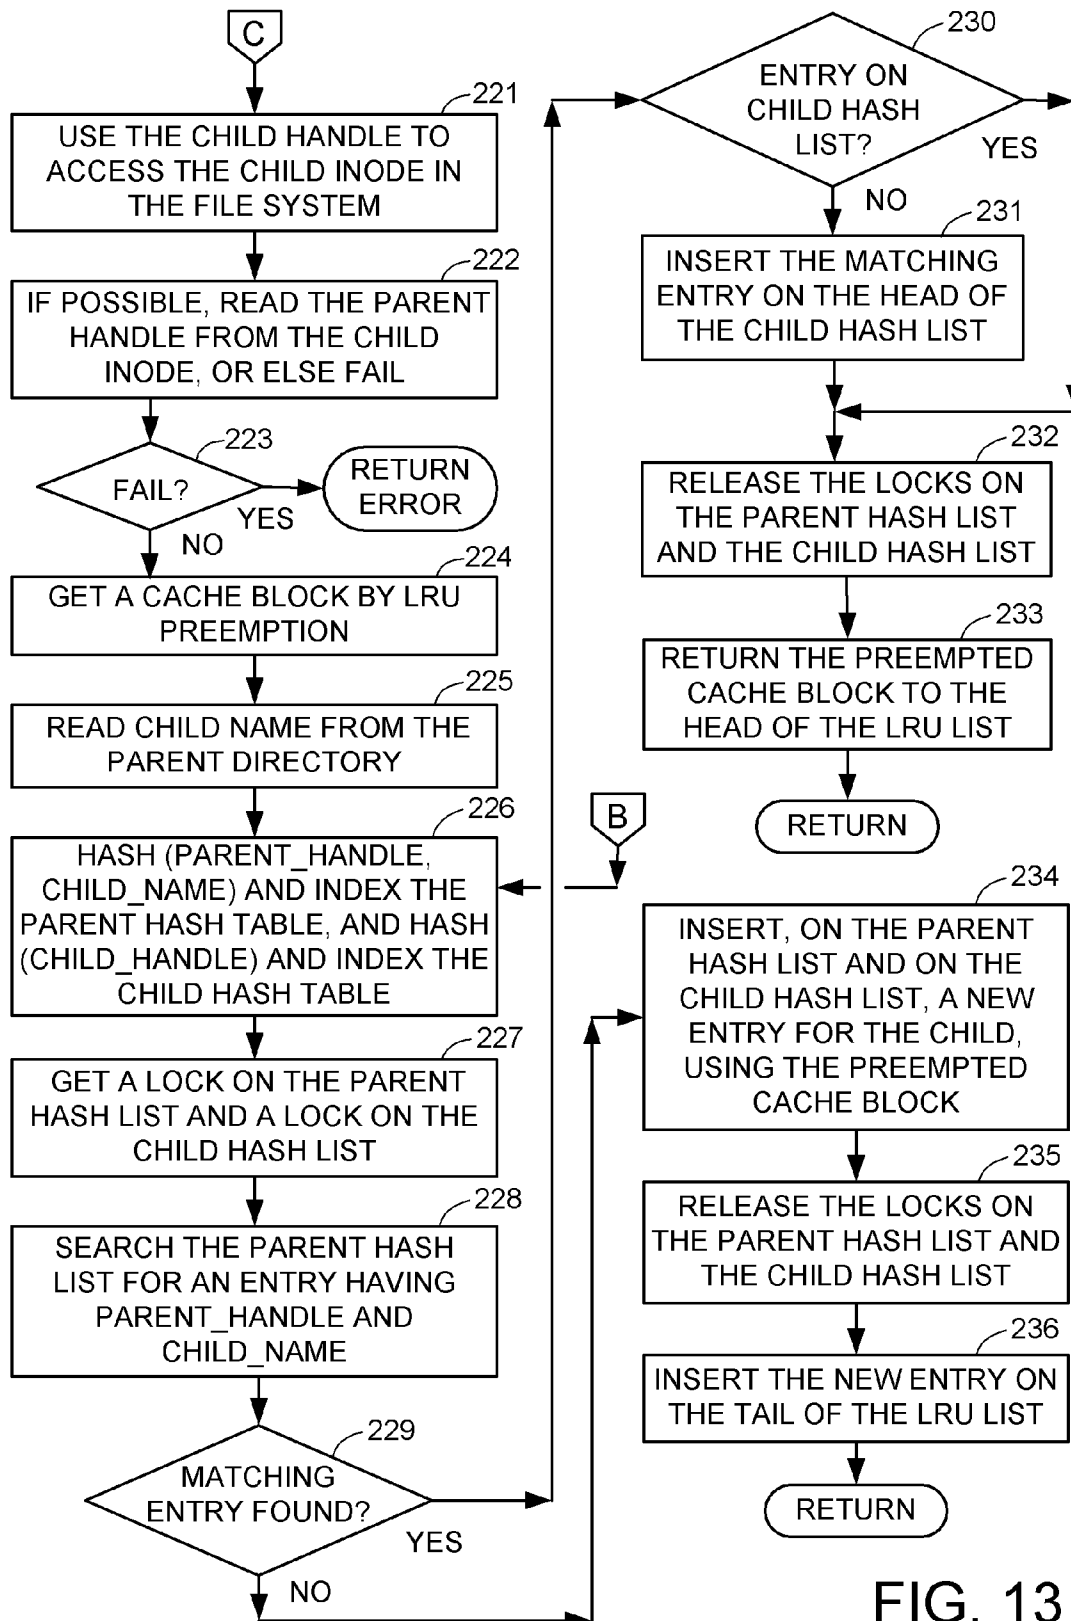 C
221
USE THE CHILD HANDLE TO
ACCESS THE CHILD INODE IN
THE FILE SYSTEM
222
IF POSSIBLE, READ THE PARENT
HANDLE FROM THE CHILD
INODE, OR ELSE FAIL
223
FAIL?
YES
RETURN
ERROR
NO
224
GET A CACHE BLOCK BY LRU
PREEMPTION
225
READ CHILD NAME FROM THE
PARENT DIRECTORY
226
HASH (PARENT_HANDLE,
CHILD_NAME) AND INDEX THE
PARENT HASH TABLE, AND HASH
(CHILD_HANDLE) AND INDEX THE
CHILD HASH TABLE
B
227
GET A LOCK ON THE PARENT
HASH LIST AND A LOCK ON THE
CHILD HASH LIST
228
SEARCH THE PARENT HASH
LIST FOR AN ENTRY HAVING
PARENT_HANDLE AND
CHILD_NAME
229
MATCHING
ENTRY FOUND?
YES
NO
230
ENTRY ON
CHILD HASH
LIST?
YES
NO
231
INSERT THE MATCHING
ENTRY ON THE HEAD OF
THE CHILD HASH LIST
232
RELEASE THE LOCKS ON
THE PARENT HASH LIST
AND THE CHILD HASH LIST
233
RETURN THE PREEMPTED
CACHE BLOCK TO THE
HEAD OF THE LRU LIST
RETURN
234
INSERT, ON THE PARENT
HASH LIST AND ON THE
CHILD HASH LIST, A NEW
ENTRY FOR THE CHILD,
USING THE PREEMPTED
CACHE BLOCK
235
RELEASE THE LOCKS ON
THE PARENT HASH LIST AND
THE CHILD HASH LIST
236
INSERT THE NEW ENTRY ON
THE TAIL OF THE LRU LIST
RETURN
FIG. 13